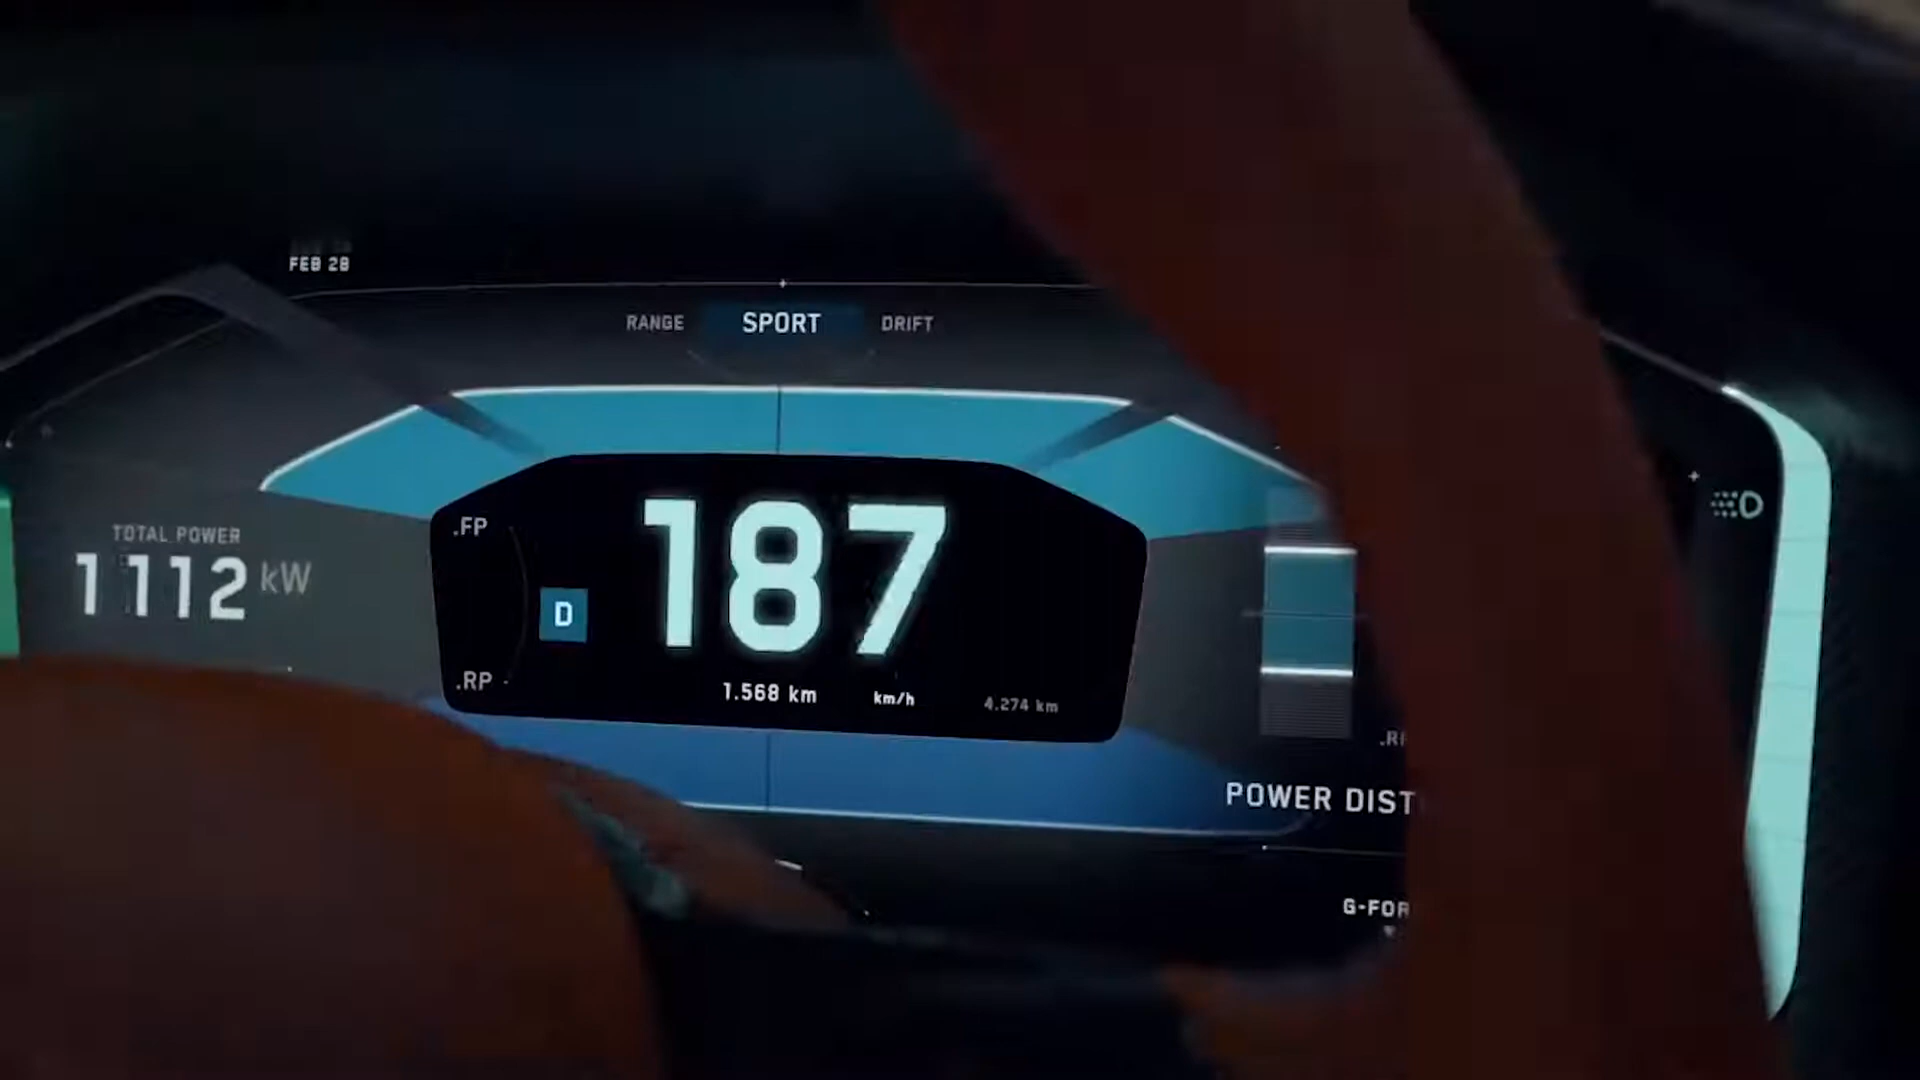 FEB 28
RANGE SPORT DRIFT
TOTAL POWER
1112 kW
.FP
187
D
.RP
1.568 km km/h 4.274 km
POWER DIST
G-FOR